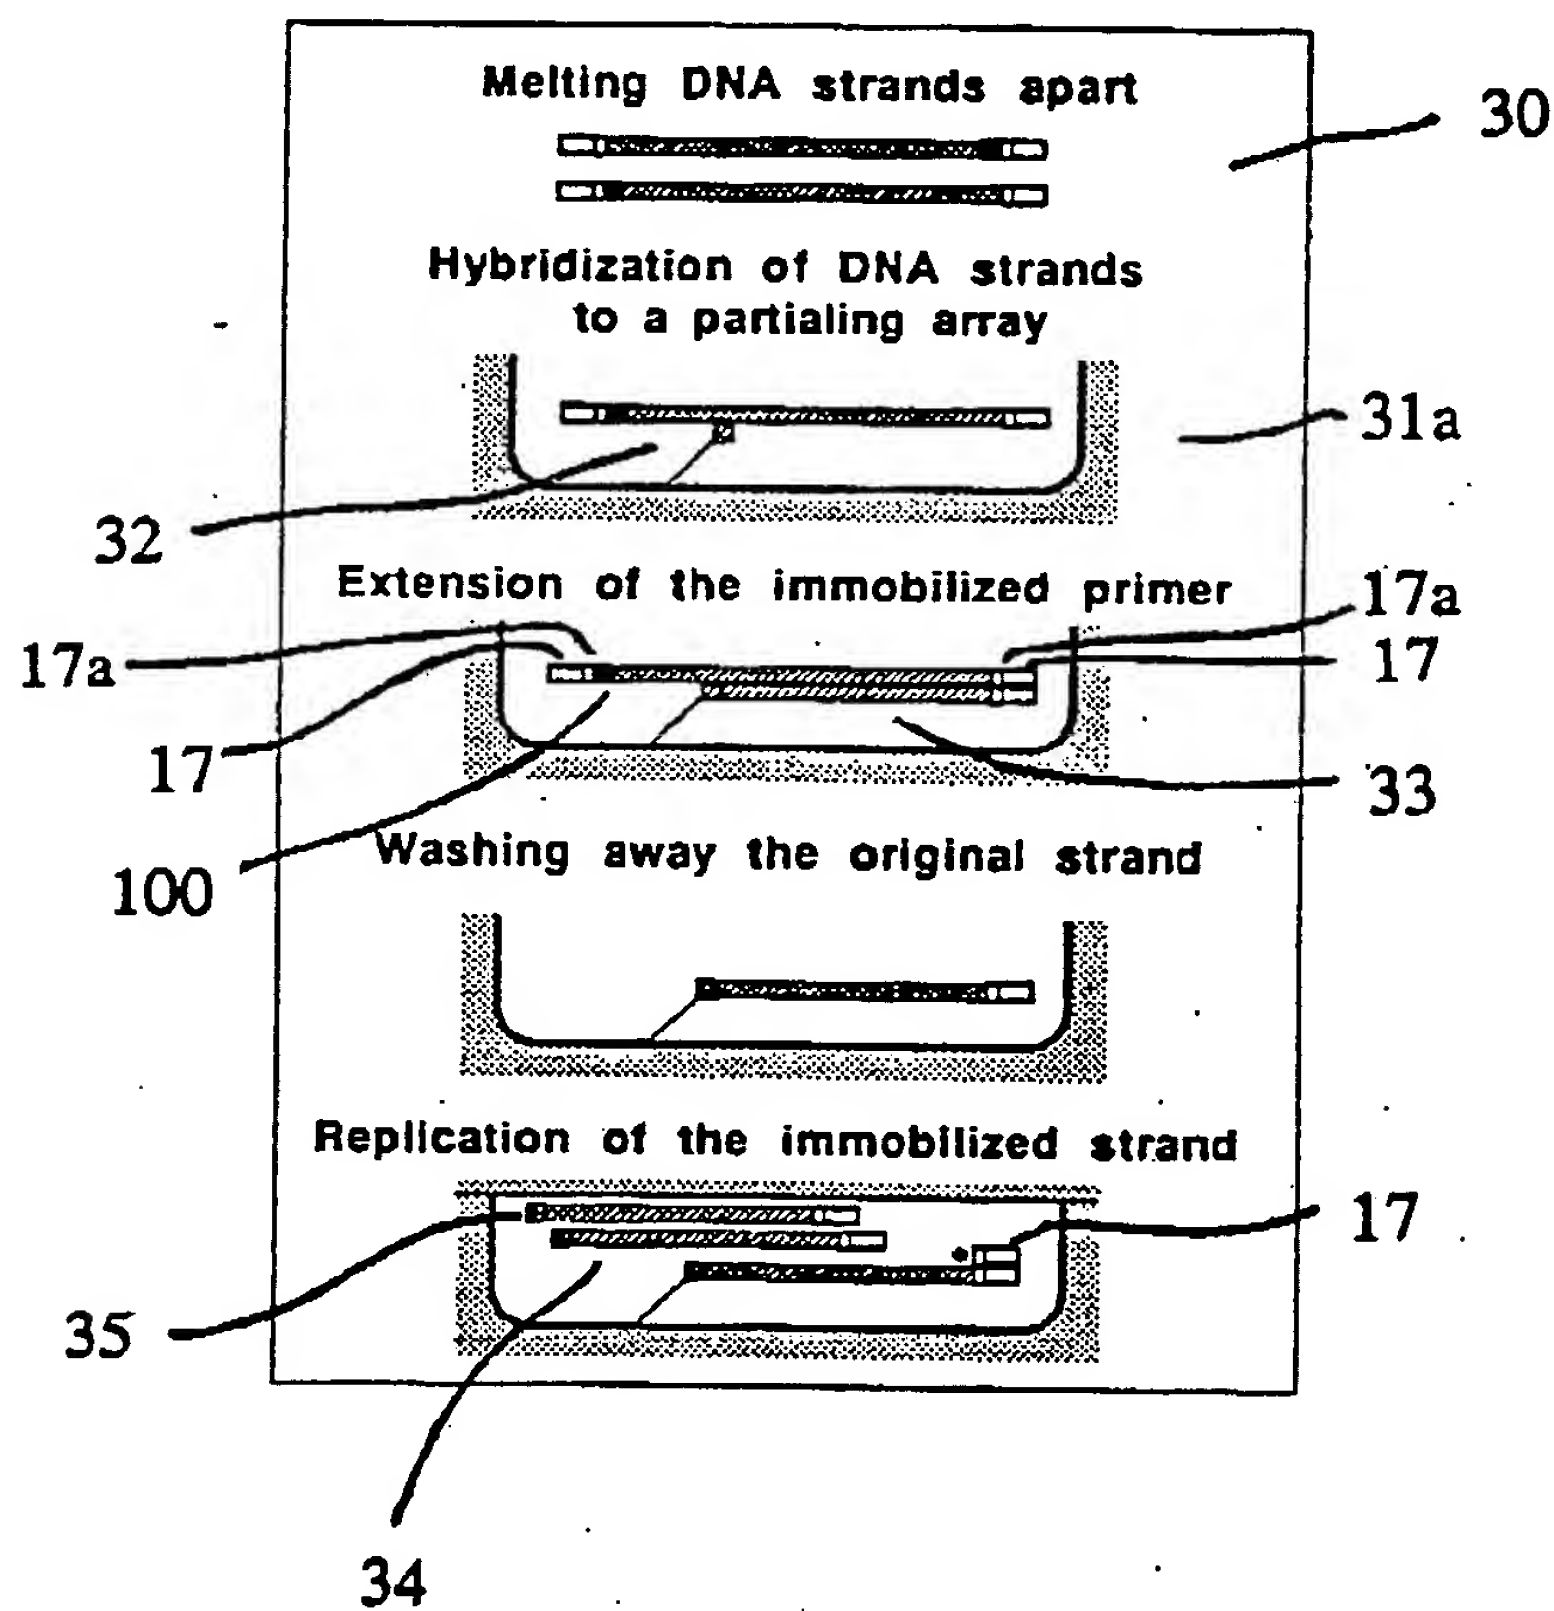 Melting DNA strands apart
30
Hybridization of DNA strands
to a partialing array
31a
32
Extension of the immobilized primer
17a
17a
17
17
33
100
Washing away the original strand
Replication of the immobilized strand
17
35
34